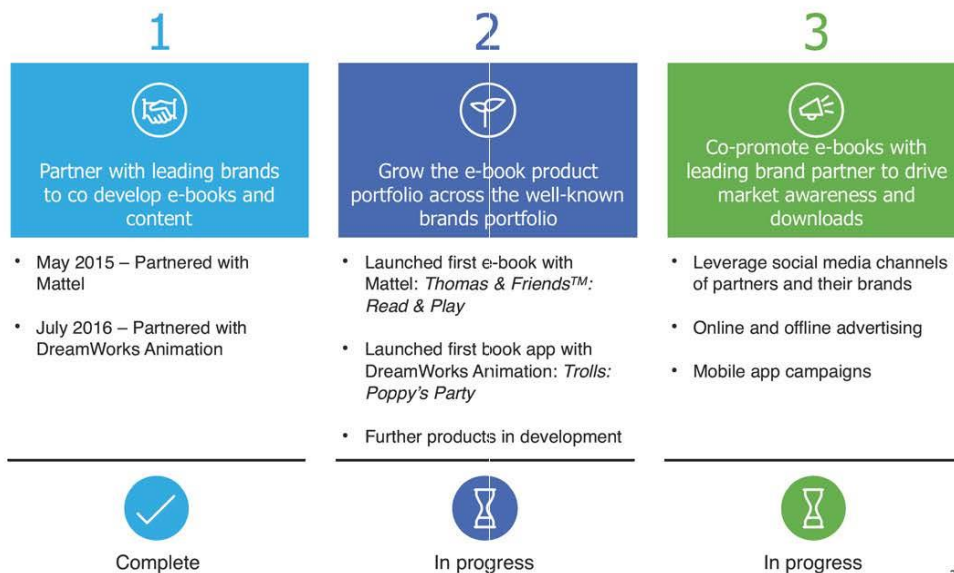 1
Partner with leading brands
to co develop e-books and
content
• May 2015 – Partnered with
Mattel
• July 2016 – Partnered with
DreamWorks Animation
Complete
2
Grow the e-book product
portfolio across the well-known
brands portfolio
• Launched first e-book with
Mattel: Thomas & Friends™:
Read & Play
• Launched first book app with
DreamWorks Animation: Trolls:
Poppy's Party
• Further products in development
In progress
3
Co-promote e-books with
leading brand partner to drive
market awareness and
downloads
• Leverage social media channels
of partners and their brands
• Online and offline advertising
• Mobile app campaigns
In progress